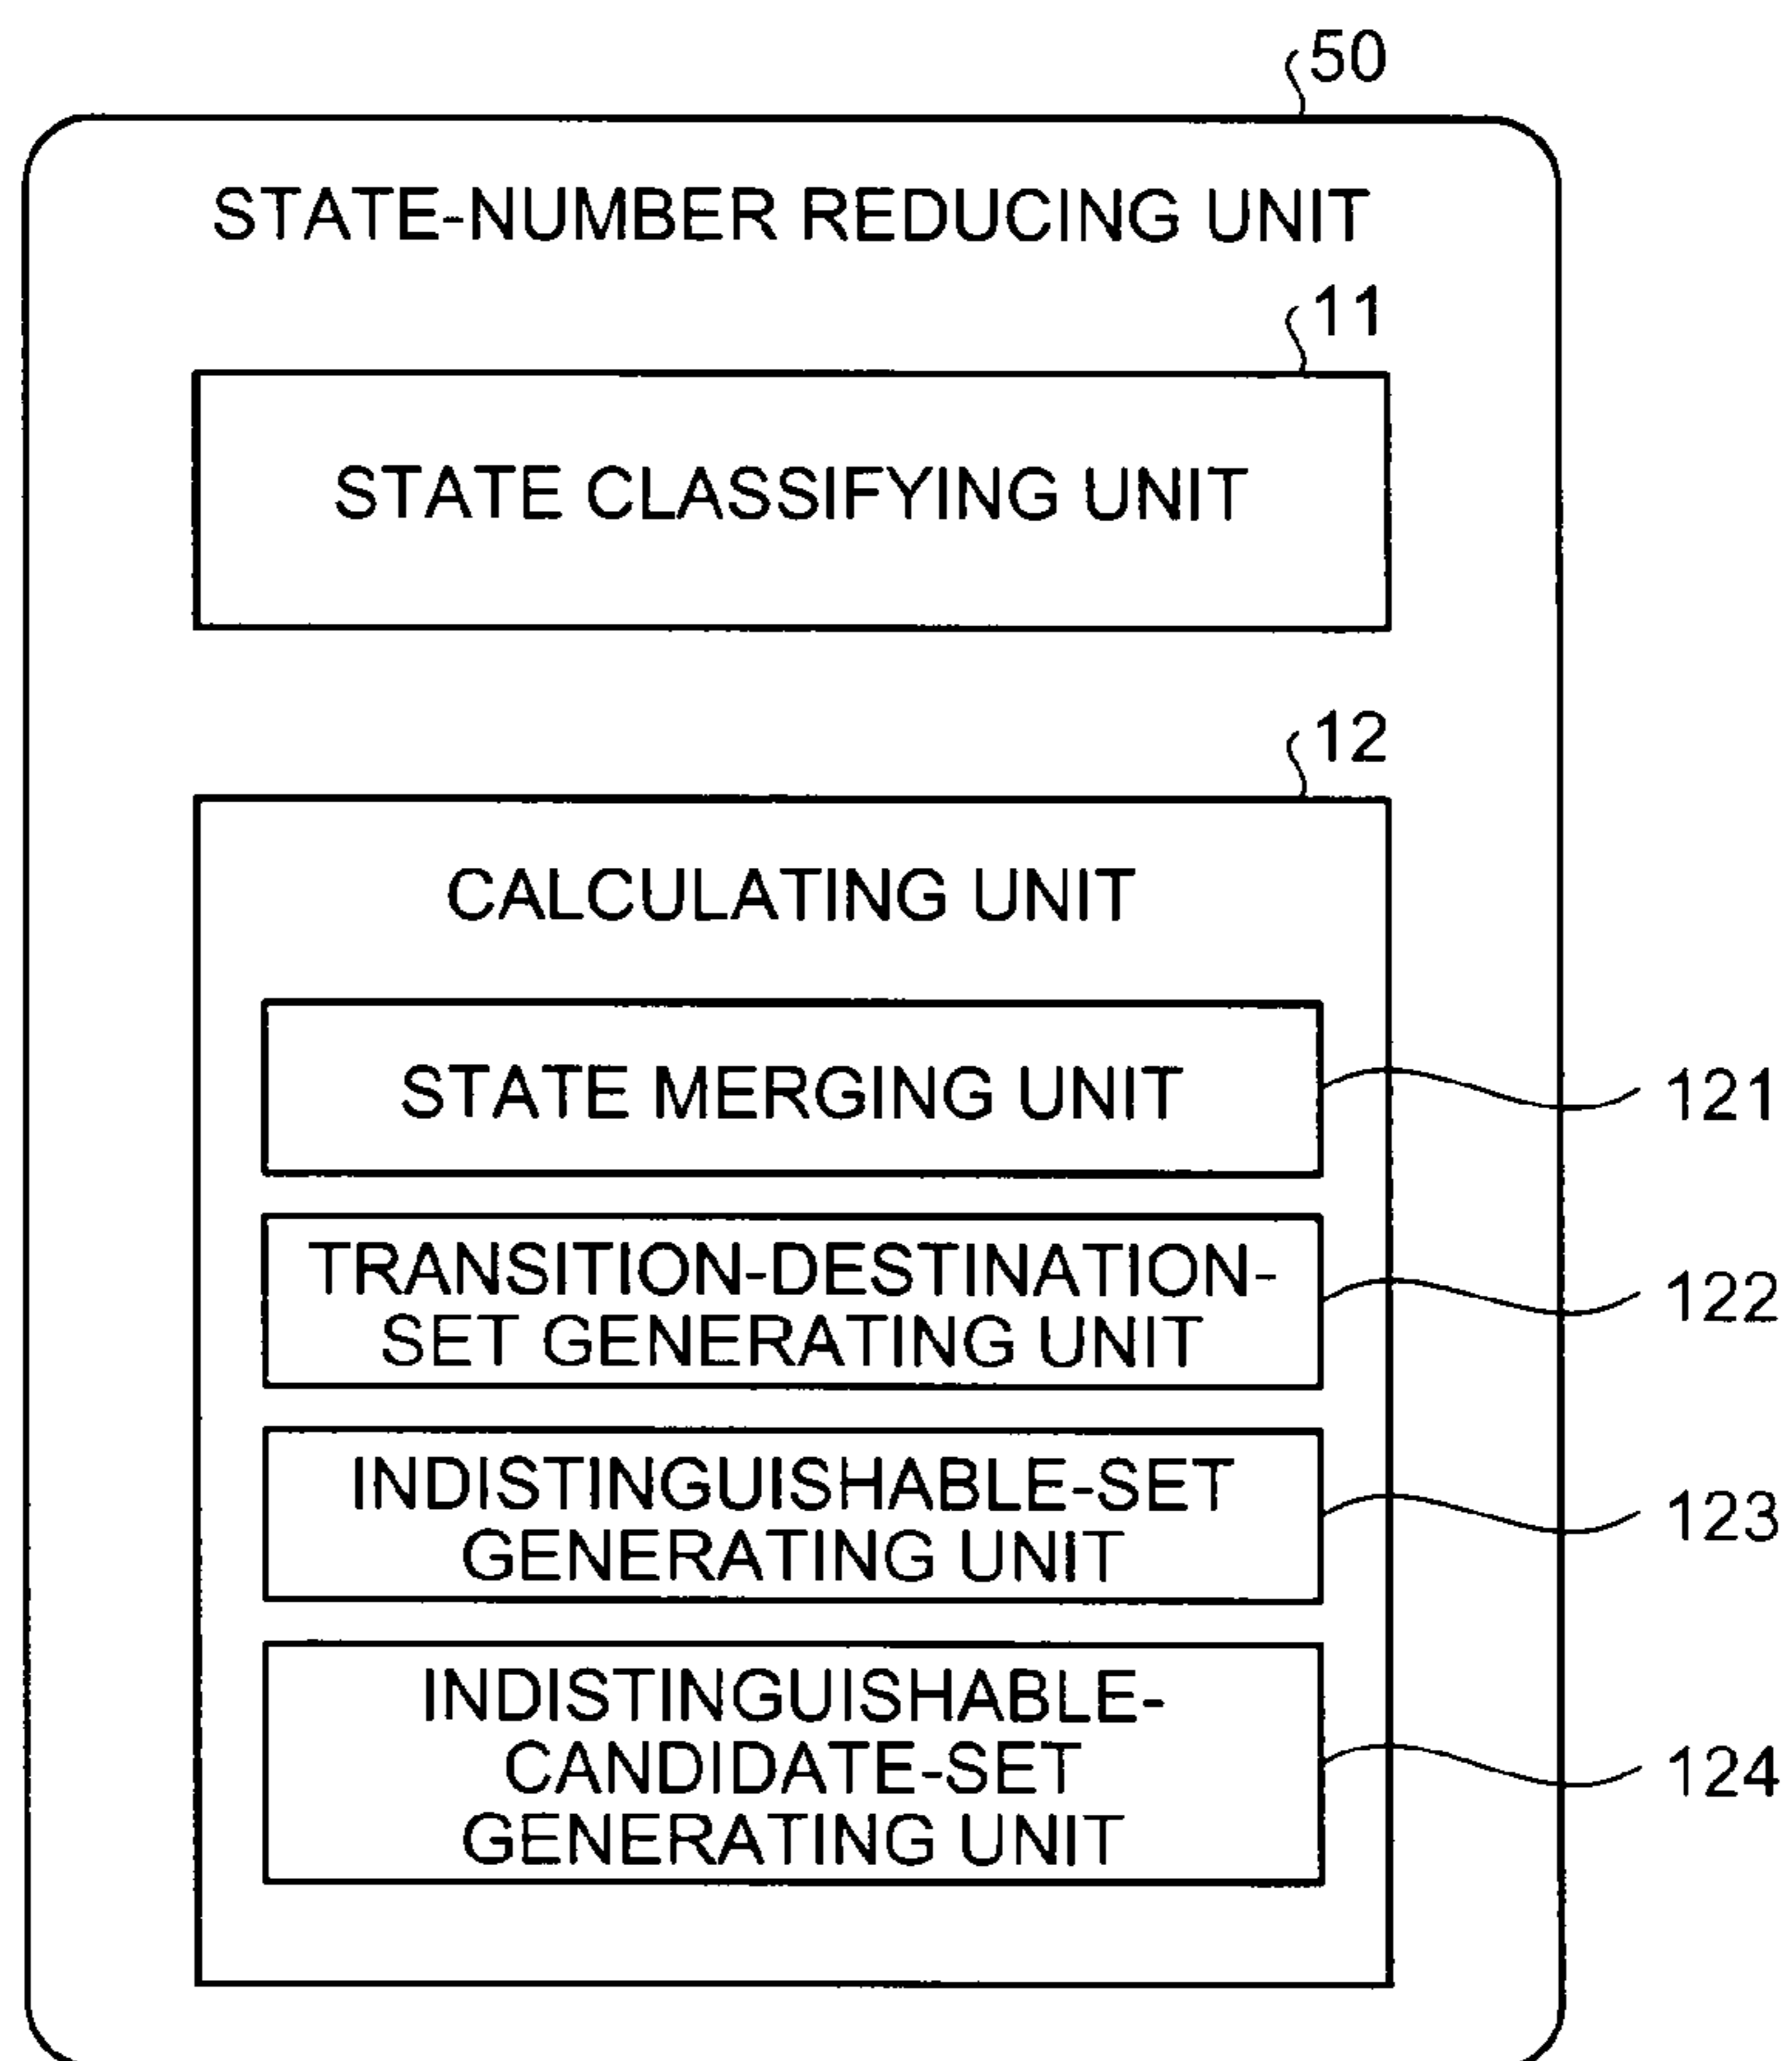 50
STATE-NUMBER REDUCING UNIT
11
STATE CLASSIFYING UNIT
12
CALCULATING UNIT
STATE MERGING UNIT
121
TRANSITION-DESTINATION-
SET GENERATING UNIT
122
INDISTINGUISHABLE-SET
GENERATING UNIT
123
INDISTINGUISHABLE-
CANDIDATE-SET
GENERATING UNIT
124